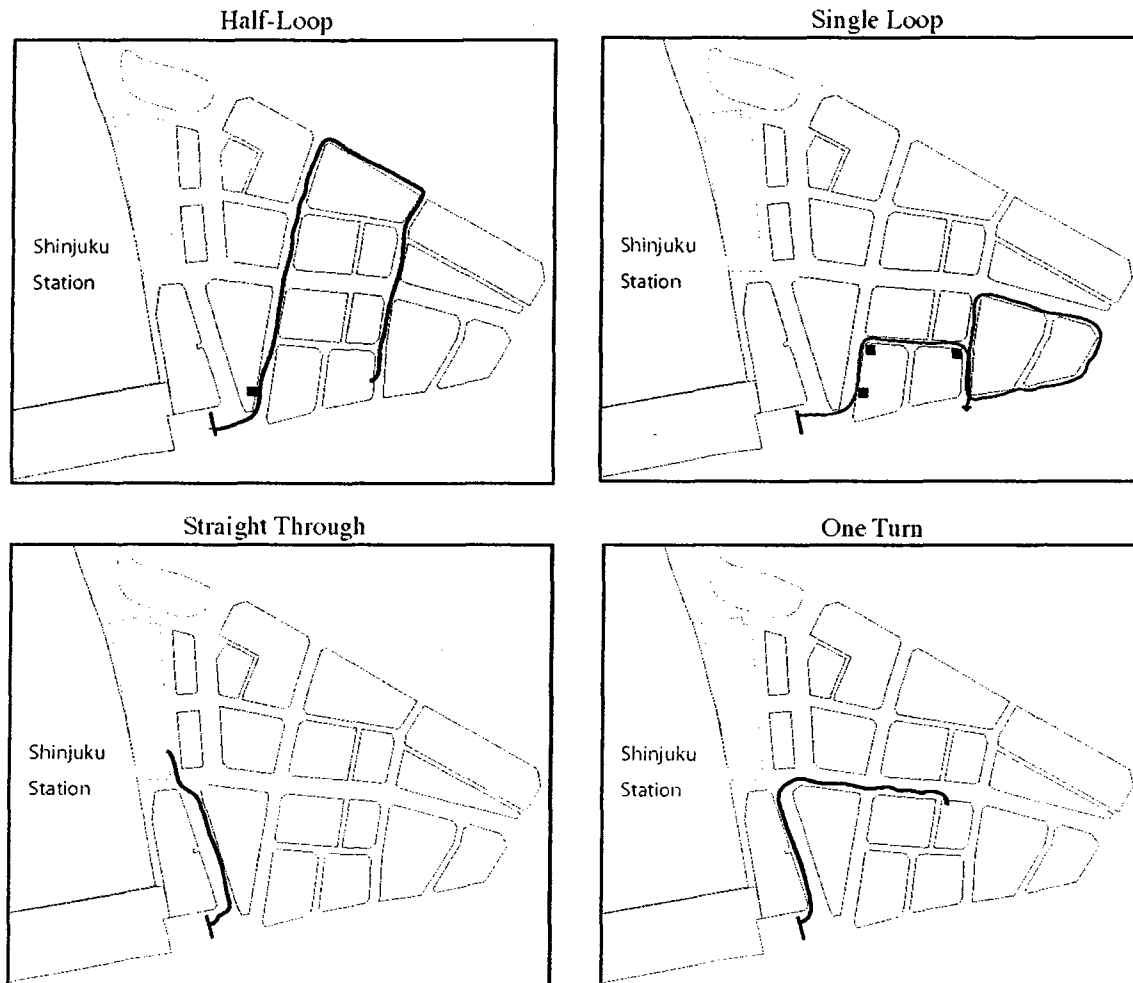 Half-Loop
Single Loop
Shinjuku
Station
Shinjuku
Station
Straight Through
One Turn
Shinjuku
Station
Shinjuku
Station